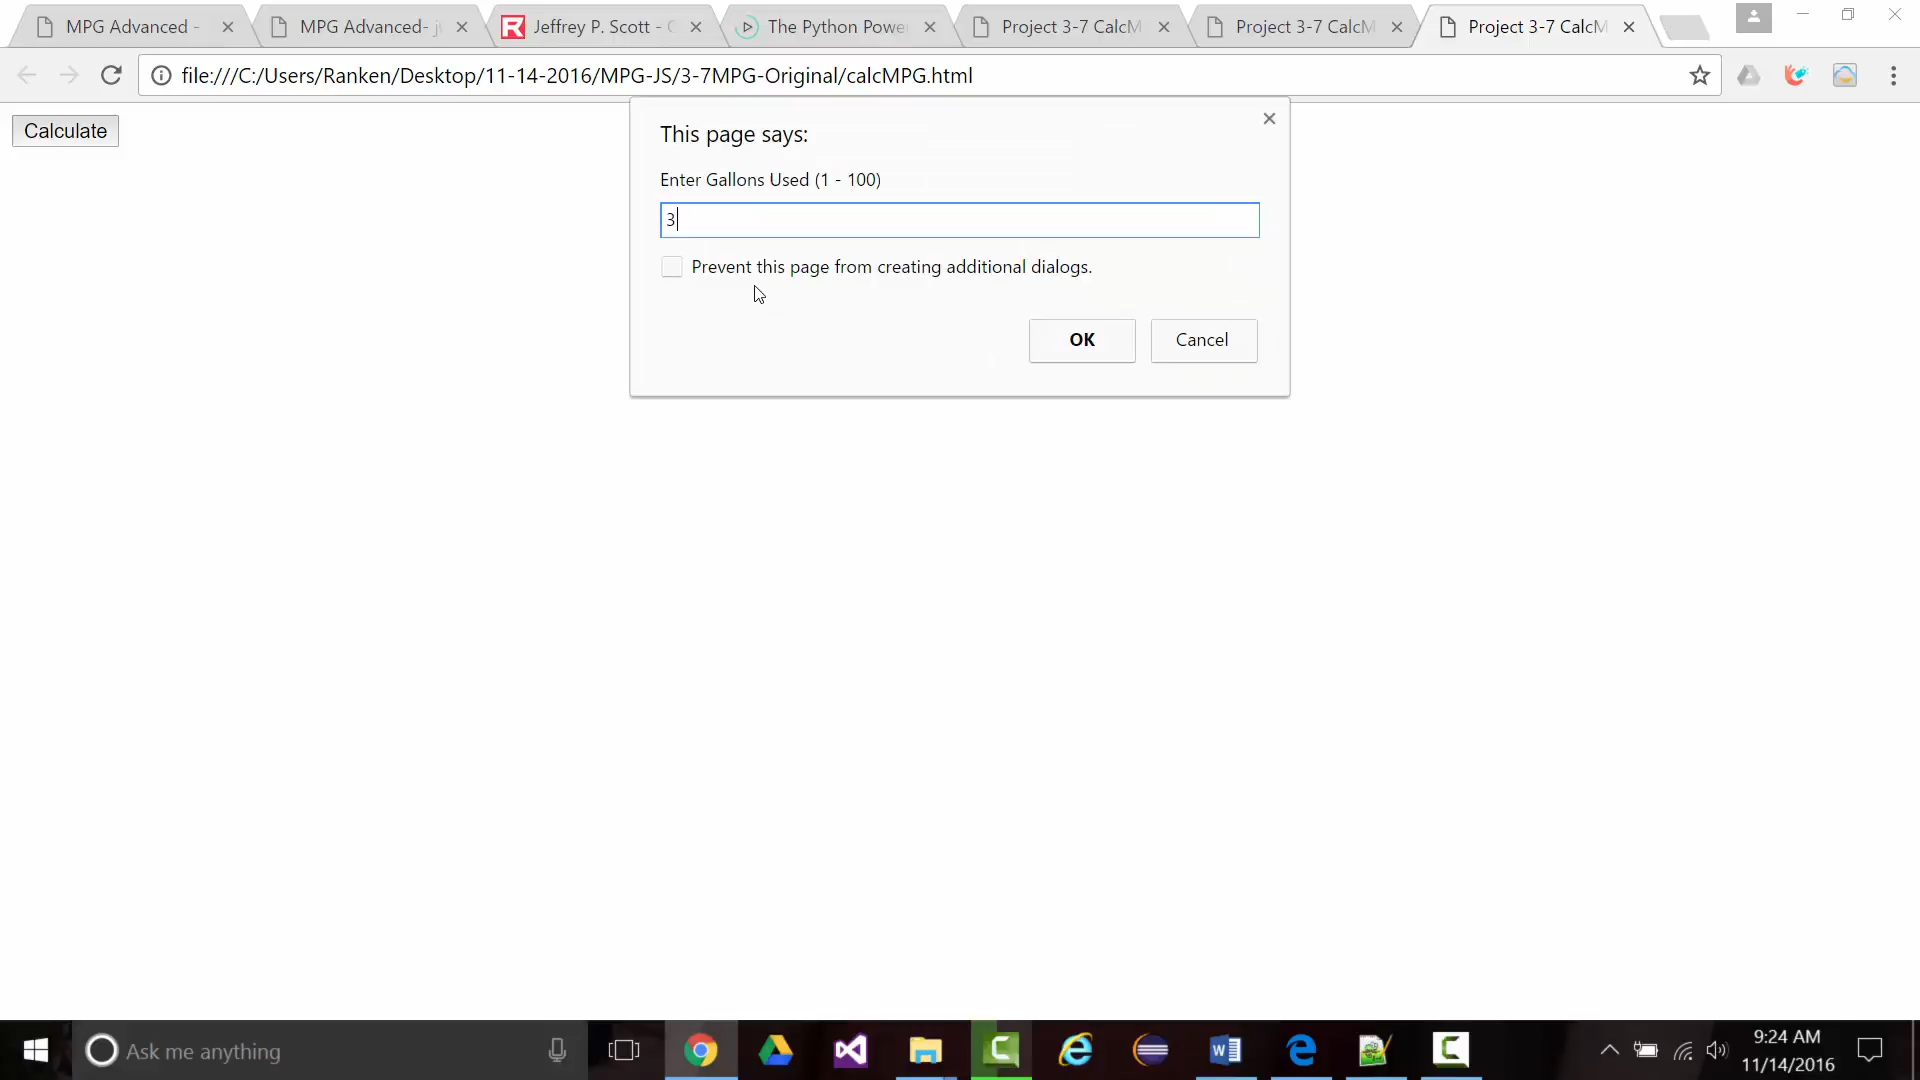 MPG Advanced -
MPG Advanced- j
Jeffrey P. Scott -
The Python Powe
Project 3-7 CalcM
Project 3-7 CalcM
Project 3-7 CalcM
file:///C:/Users/Ranken/Desktop/11-14-2016/MPG-JS/3-7MPG-Original/calcMPG.html
Calculate
This page says:
Enter Gallons Used (1 - 100)
3
Prevent this page from creating additional dialogs.
OK
Cancel
Ask me anything
9:24 AM
11/14/2016